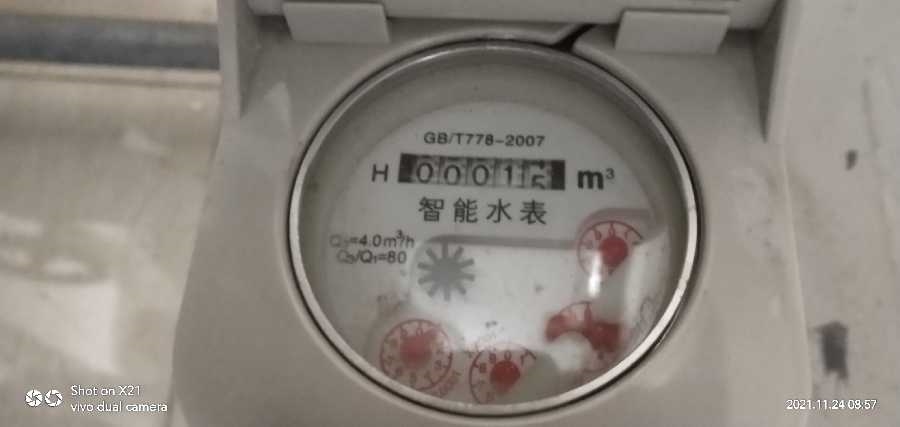 GB/T778-2007
H 00015 m³
智能水表
Q₃=4.0m³/h
Q₃/Q₁=80
Shot on X21
vivo dual camera
2021.11.24 08:57